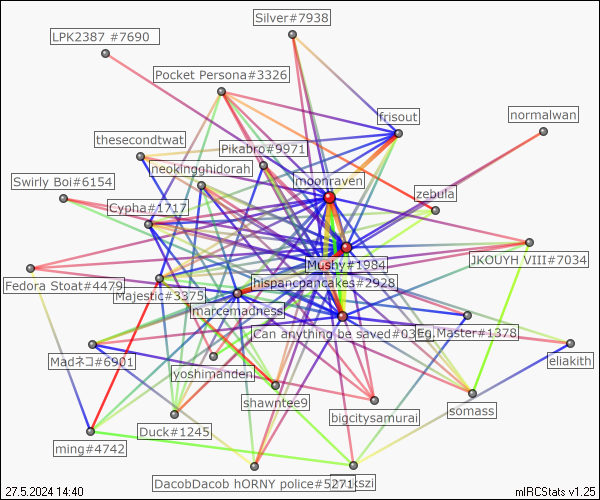 Silver#7938
LPK2387 #7690
Pocket Persona#3326
frisout
normalwan
thesecondtwat
Pikabro#9971
neokingghidorah
moonraven
Swirly Boi#6154
zebula
Cypha#1717
Mushy#1984
JKOUYH VIII#7034
Fedora Stoat#4479
hispancpancakes#2928
Majestic#3375
marcemadness
Can anything be saved#03
Eg.Master#1378
Madネコ#6901
eliakith
yoshimanden
shawntee9
bigcitysamurai
somass
Duck#1245
ming#4742
DacobDacob hORNY police#5271
kszi
27.5.2024 14:40
mIRCStats v1.25